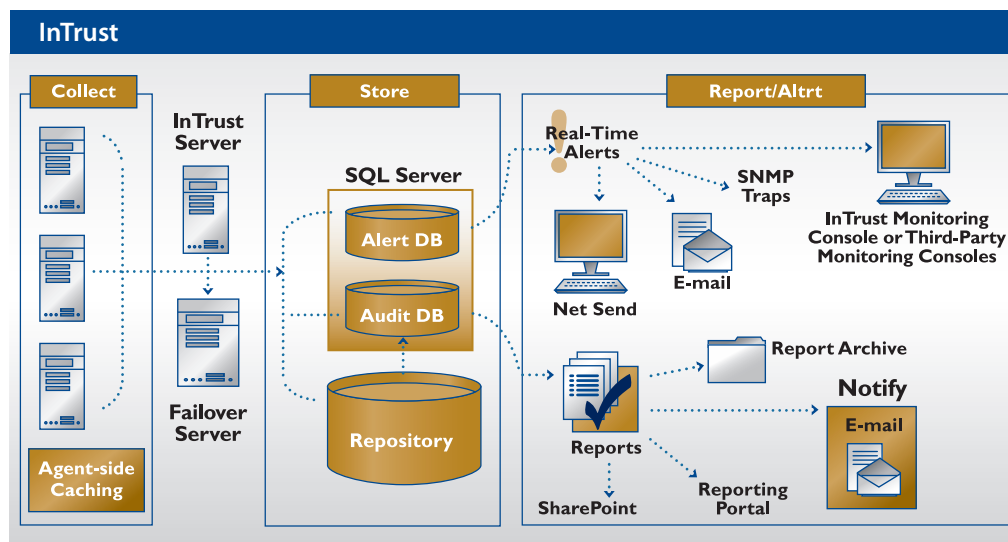 InTrust
Collect
Store
Report/Altrt
InTrust
Server
Failover
Server
Agent-side
Caching
SQL Server
Alert DB
Audit DB
Repository
Real-Time
Alerts
SNMP
Traps
InTrust Monitoring
Console or Third-Party
Monitoring Consoles
Net Send
E-mail
Report Archive
Notify
E-mail
Reports
SharePoint
Reporting
Portal